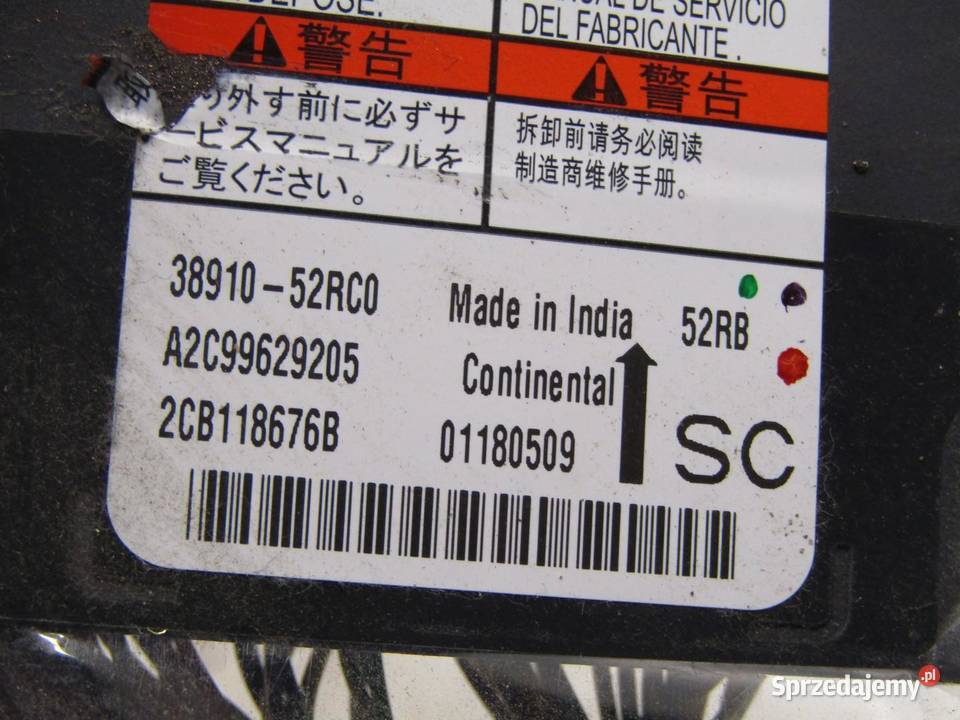 DEPOSE.
DE SERVICIO
DEL FABRICANTE.
警告
警告
り外す前に必ずサ
ービスマニュアルを
ご覧ください。
拆卸前请务必阅读
制造商维修手册。
38910-52RC0
Made in India
52RB
A2C99629205
Continental
2CB118676B
01180509
SC
Sprzedajemy.pl